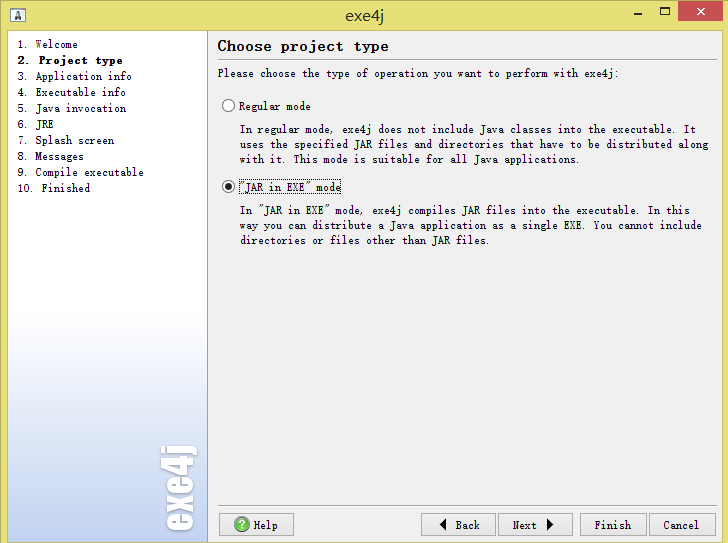 exe4j
1. Welcome
2. Project type
3. Application info
4. Executable info
5. Java invocation
6. JRE
7. Splash screen
8. Messages
9. Compile executable
10. Finished
exe4j
Choose project type
Please choose the type of operation you want to perform with exe4j:
Regular mode
In regular mode, exe4j does not include Java classes into the executable. It
uses the specified JAR files and directories that have to be distributed along
with it. This mode is suitable for all Java applications.
"JAR in EXE" mode
In "JAR in EXE" mode, exe4j compiles JAR files into the executable. In this
way you can distribute a Java application as a single EXE. You cannot include
directories or files other than JAR files.
Help Back Next Finish Cancel